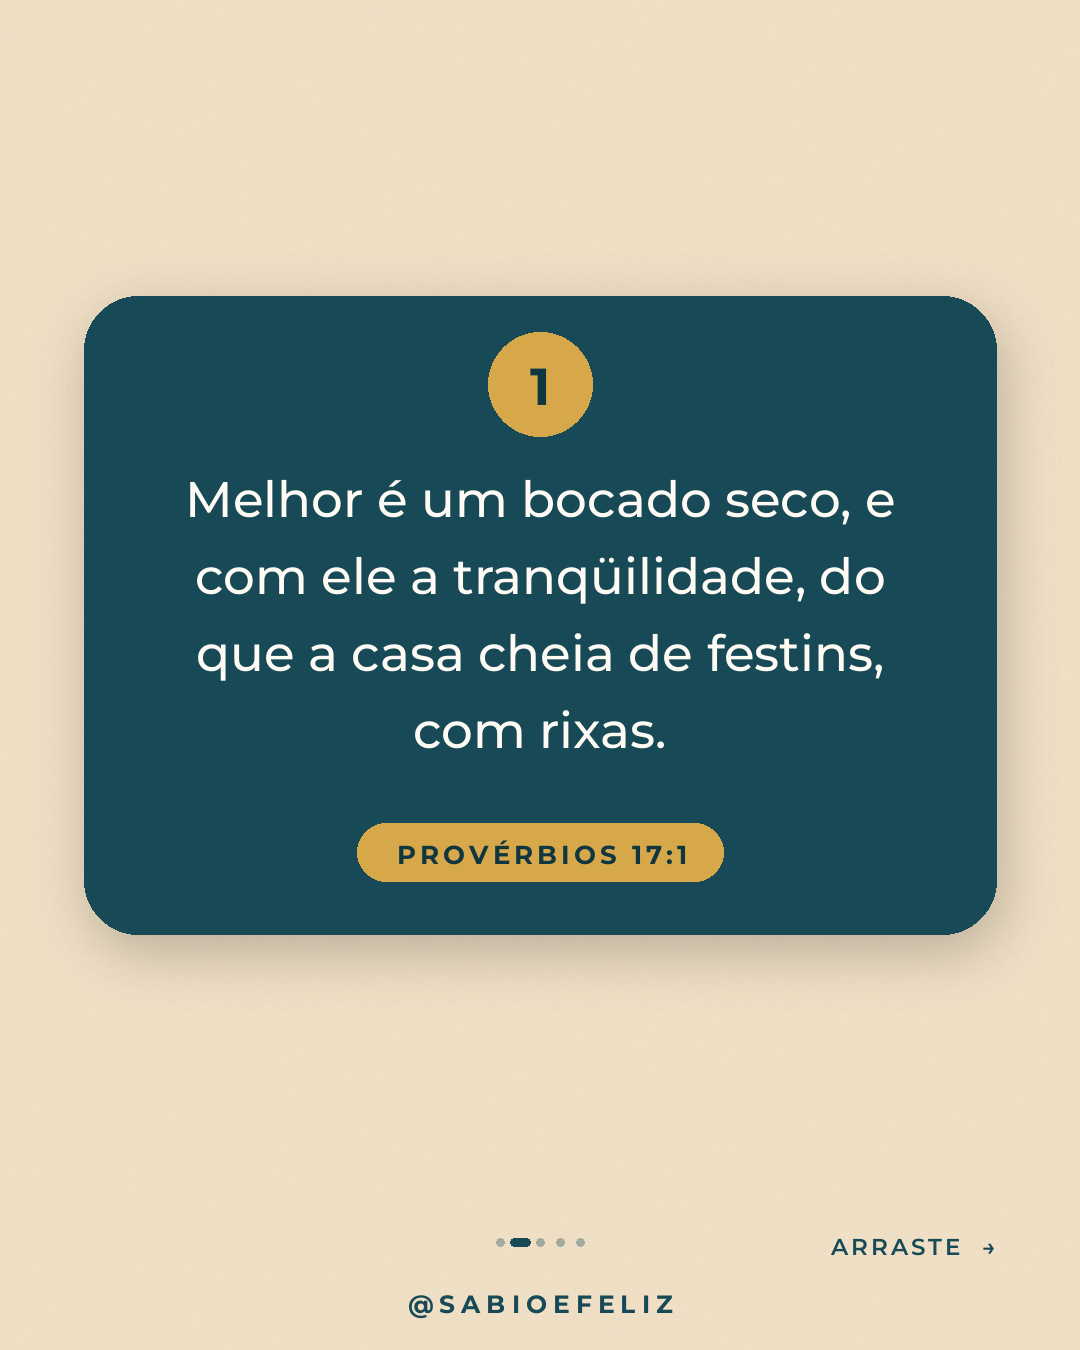 1
Melhor é um bocado seco, e
com ele a tranqüilidade, do
que a casa cheia de festins,
com rixas.
PROVÉRBIOS 17:1
ARRASTE →
@SABIOEFELIZ